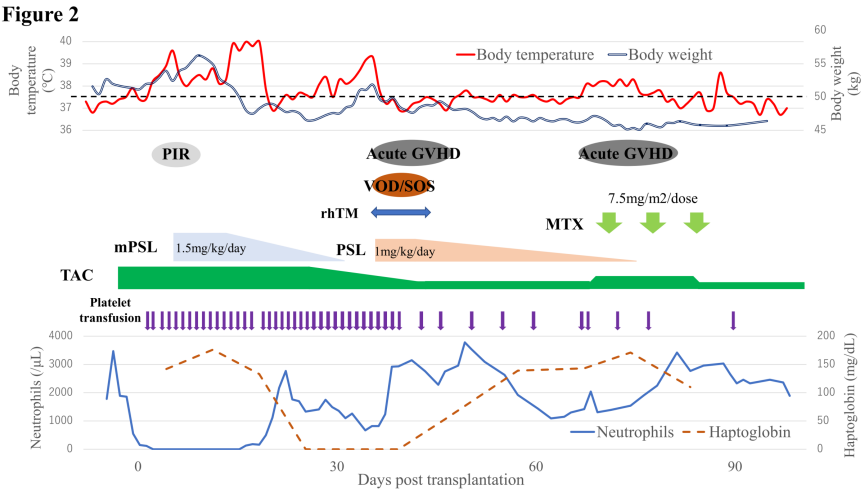 Figure 2
40
39
38
37
36
Body temperature (℃)
Body temperature
Body weight
60
55
50
45
Body weight (kg)
PIR
Acute GVHD
Acute GVHD
VOD/SOS
rhTM
7.5mg/m2/dose
MTX
mPSL
1.5mg/kg/day
PSL
1mg/kg/day
TAC
Platelet
transfusion
4000
3000
2000
1000
0
Neutrophils (/μL)
200
150
100
50
0
Haptoglobin (mg/dL)
Neutrophils
Haptoglobin
0
30
60
90
Days post transplantation